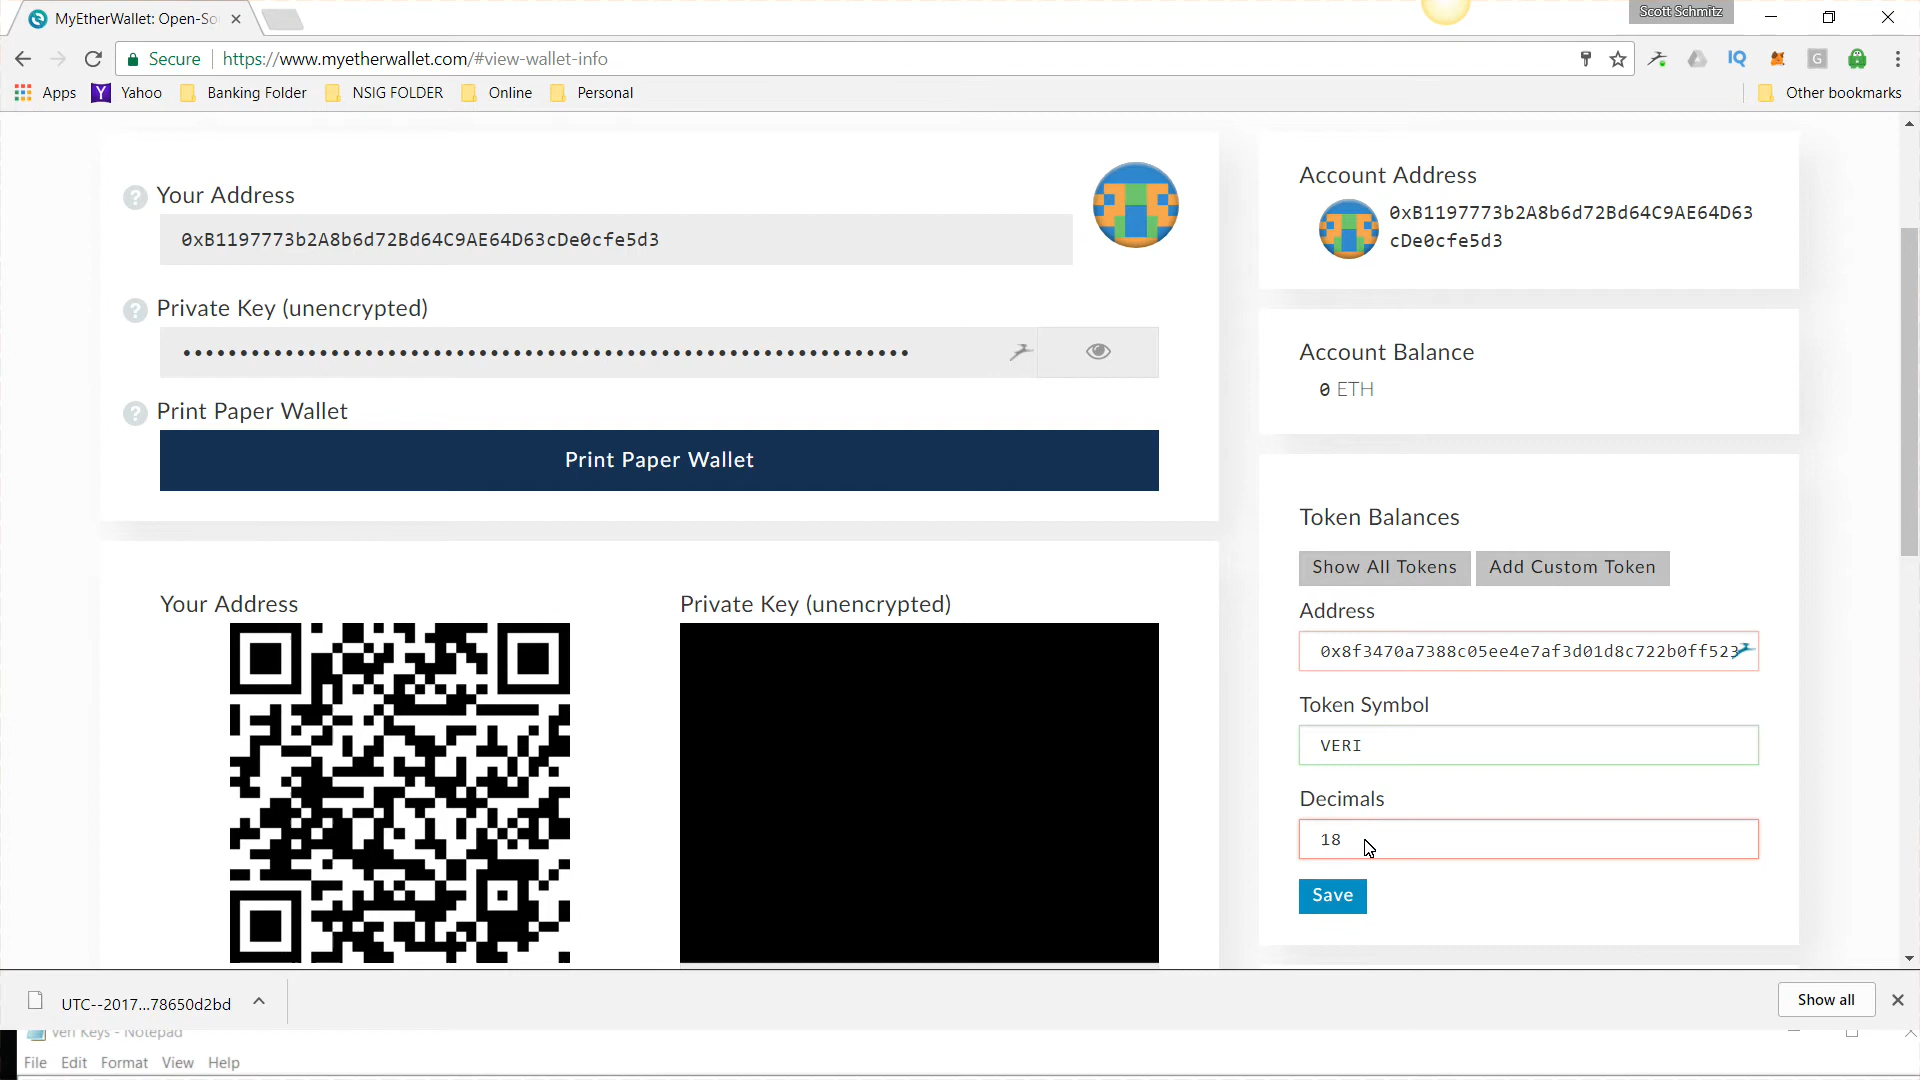 MyEtherWallet: Open-So
Scott Schmitz
Secure
https://www.myetherwallet.com/#view-wallet-info
Apps
Yahoo
Banking Folder
NSIG FOLDER
Online
Personal
Other bookmarks
Your Address
0xB1197773b2A8b6d72Bd64C9AE64D63cDe0cfe5d3
Private Key (unencrypted)
Print Paper Wallet
Print Paper Wallet
Your Address
Private Key (unencrypted)
Account Address
0xB1197773b2A8b6d72Bd64C9AE64D63
cDe0cfe5d3
Account Balance
0 ETH
Token Balances
Show All Tokens
Add Custom Token
Address
0x8f3470a7388c05ee4e7af3d01d8c722b0ff523
Token Symbol
VERI
Decimals
18
Save
UTC--2017...78650d2bd
Show all
Keys - Notepad
File Edit Format View Help